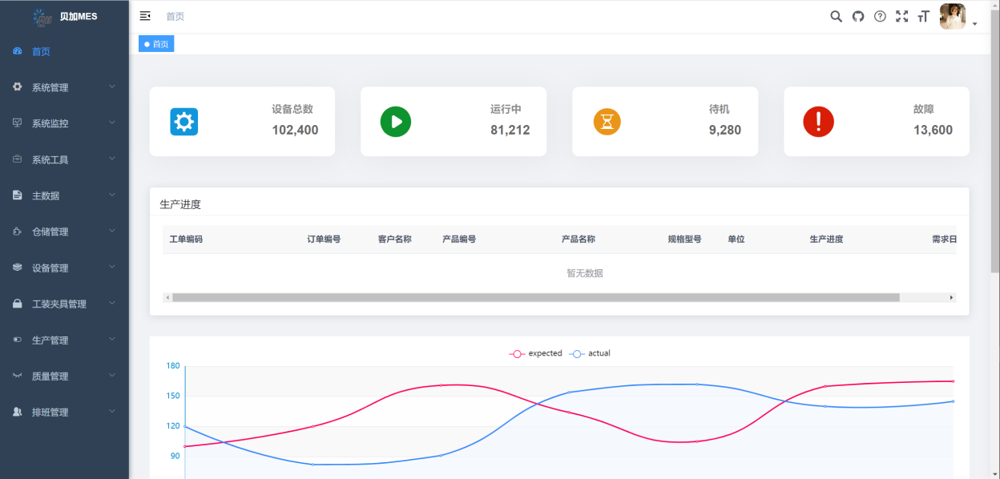 贝加MES
首页
首页
首页
系统管理
系统监控
系统工具
主数据
仓储管理
设备管理
工装夹具管理
生产管理
质量管理
排班管理
设备总数
102,400
运行中
81,212
待机
9,280
故障
13,600
生产进度
工单编码 订单编号 客户名称 产品编号 产品名称 规格型号 单位 生产进度 需求日
暂无数据
expected actual
180
150
120
90